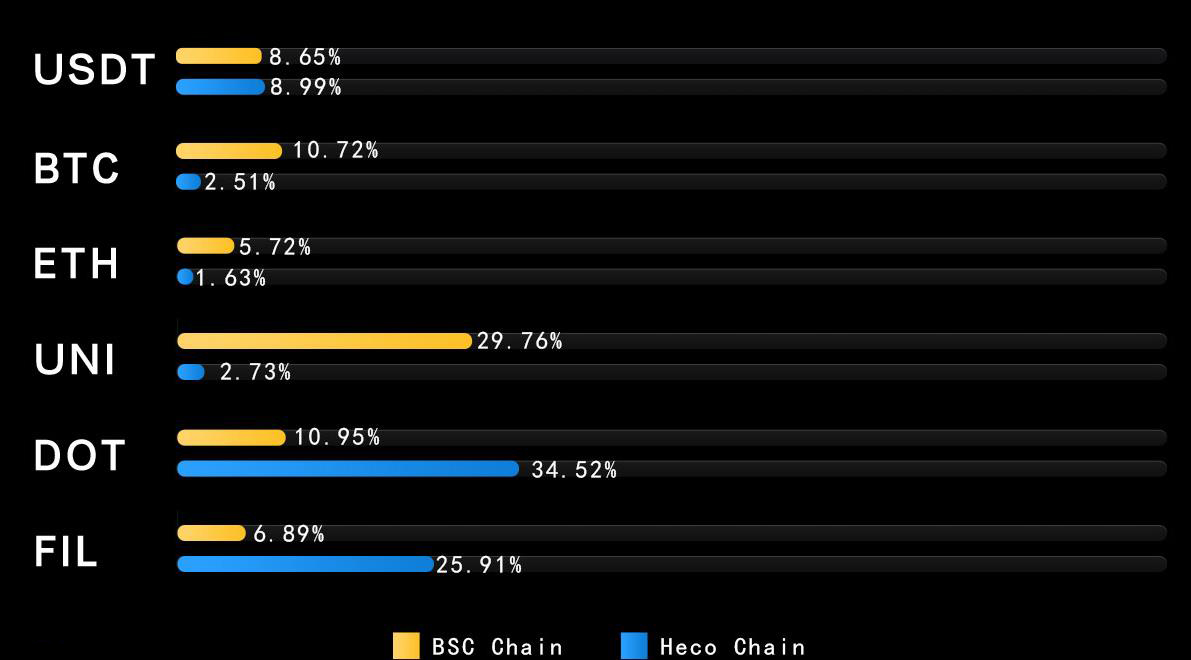 USDT
8.65%
8.99%
BTC
10.72%
2.51%
ETH
5.72%
1.63%
UNI
29.76%
2.73%
DOT
10.95%
34.52%
FIL
6.89%
25.91%
BSC Chain Heco Chain